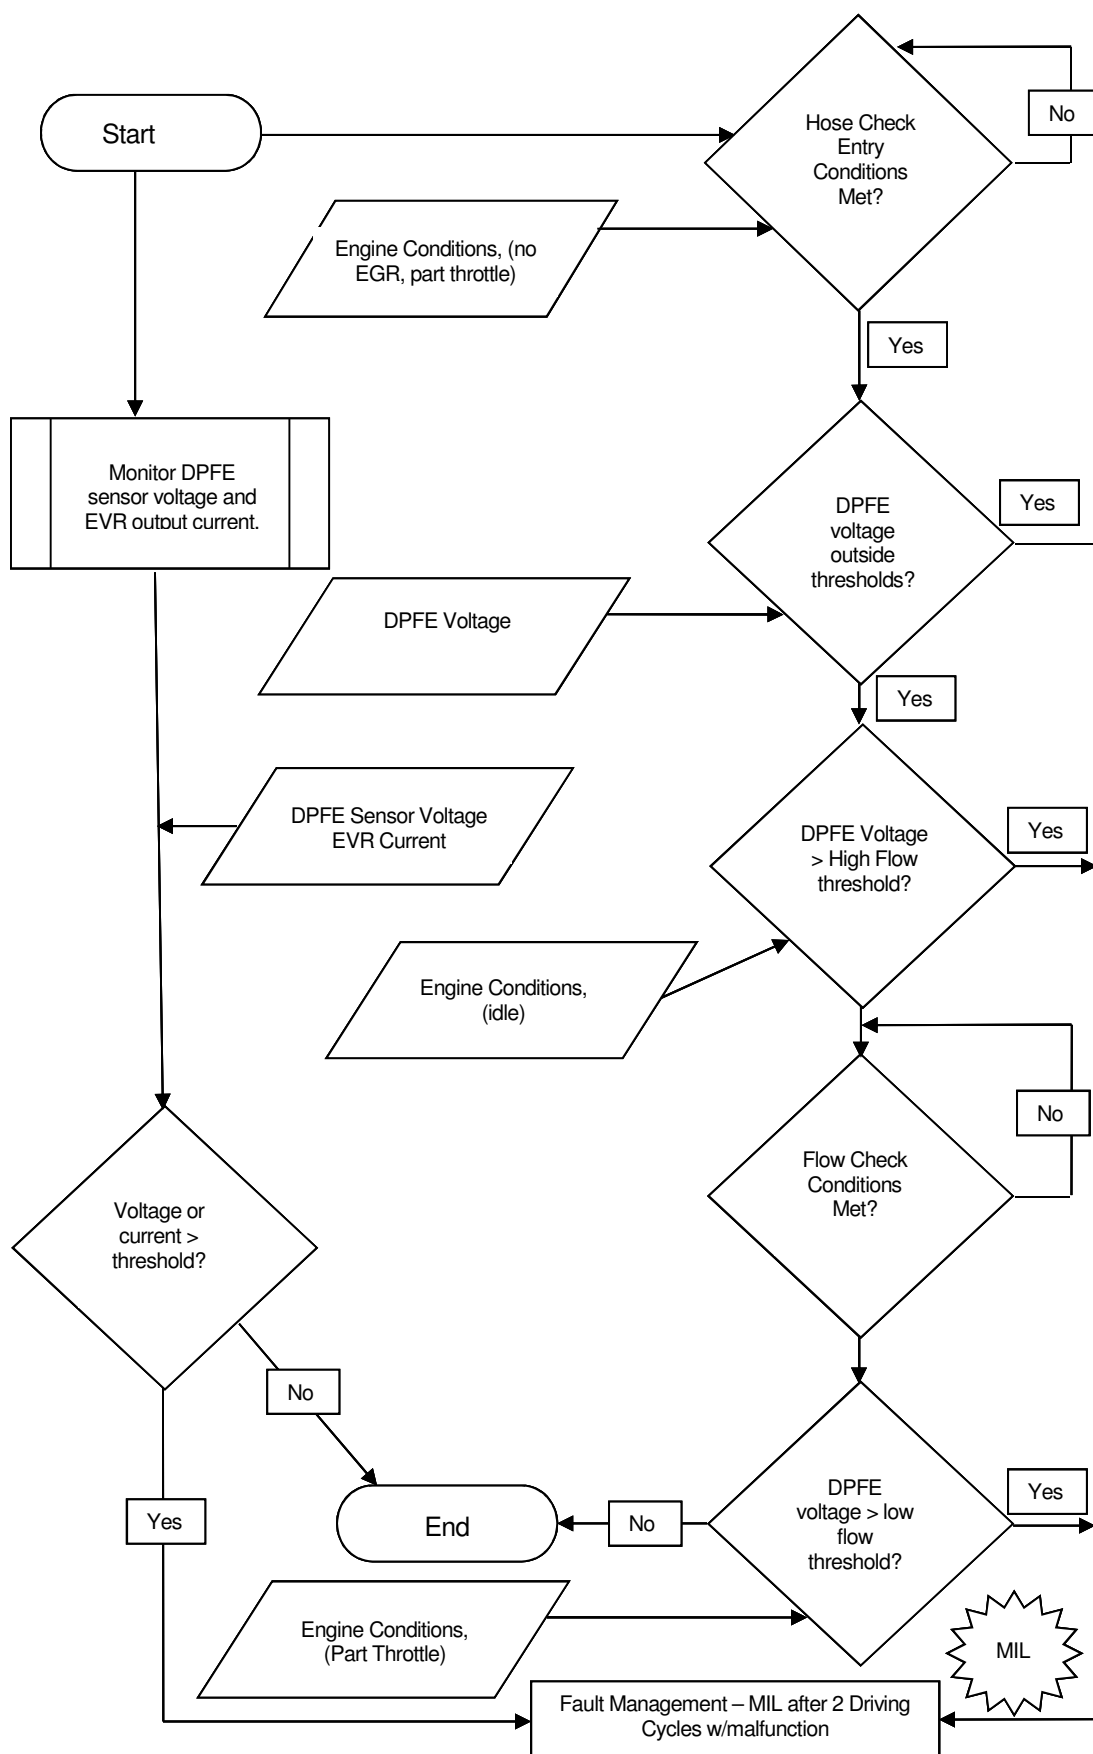 Start
Hose Check
Entry
Conditions
Met?
No
Engine Conditions, (no
EGR, part throttle)
Yes
Monitor DPFE
sensor voltage and
EVR output current.
DPFE
voltage
outside
thresholds?
Yes
DPFE Voltage
Yes
DPFE Sensor Voltage
EVR Current
DPFE Voltage
> High Flow
threshold?
Yes
Engine Conditions,
(idle)
No
Flow Check
Conditions
Met?
Voltage or
current >
threshold?
No
Yes
End
No
DPFE
voltage > low
flow
threshold?
Yes
Engine Conditions,
(Part Throttle)
MIL
Fault Management – MIL after 2 Driving
Cycles w/malfunction